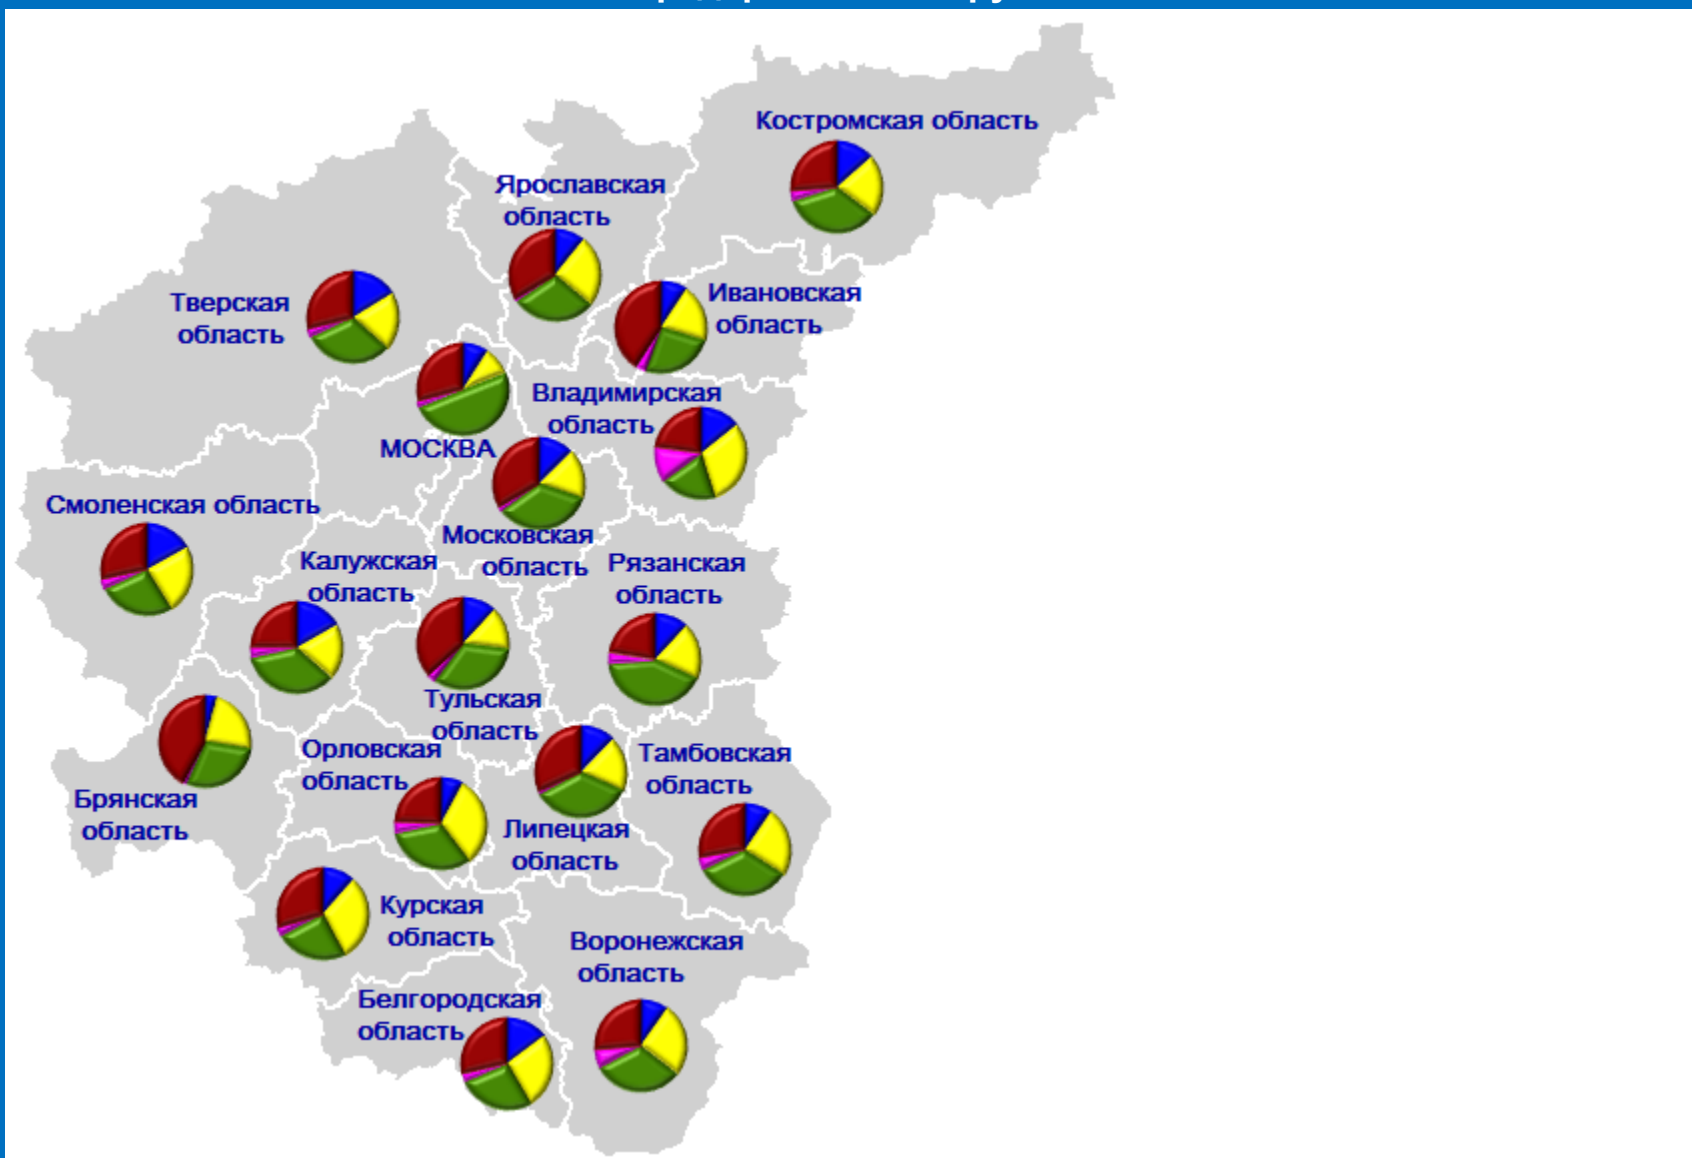 Костромская область
Ярославская
область
Ивановская
область
Тверская
область
Владимирская
область
МОСКВА
Смоленская область
Московская
область
Калужская
область
Рязанская
область
Тульская
область
Орловская
область
Тамбовская
область
Брянская
область
Липецкая
область
Курская
область
Воронежская
область
Белгородская
область